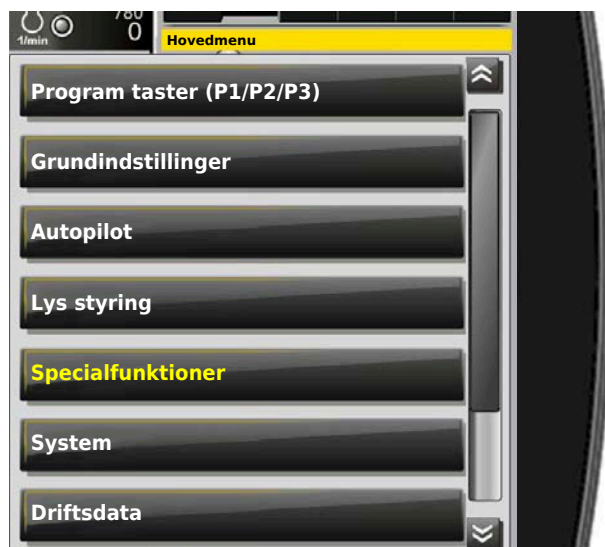 780
1/min 0
Hovedmenu
Program taster (P1/P2/P3)
Grundindstillinger
Autopilot
Lys styring
Specialfunktioner
System
Driftsdata